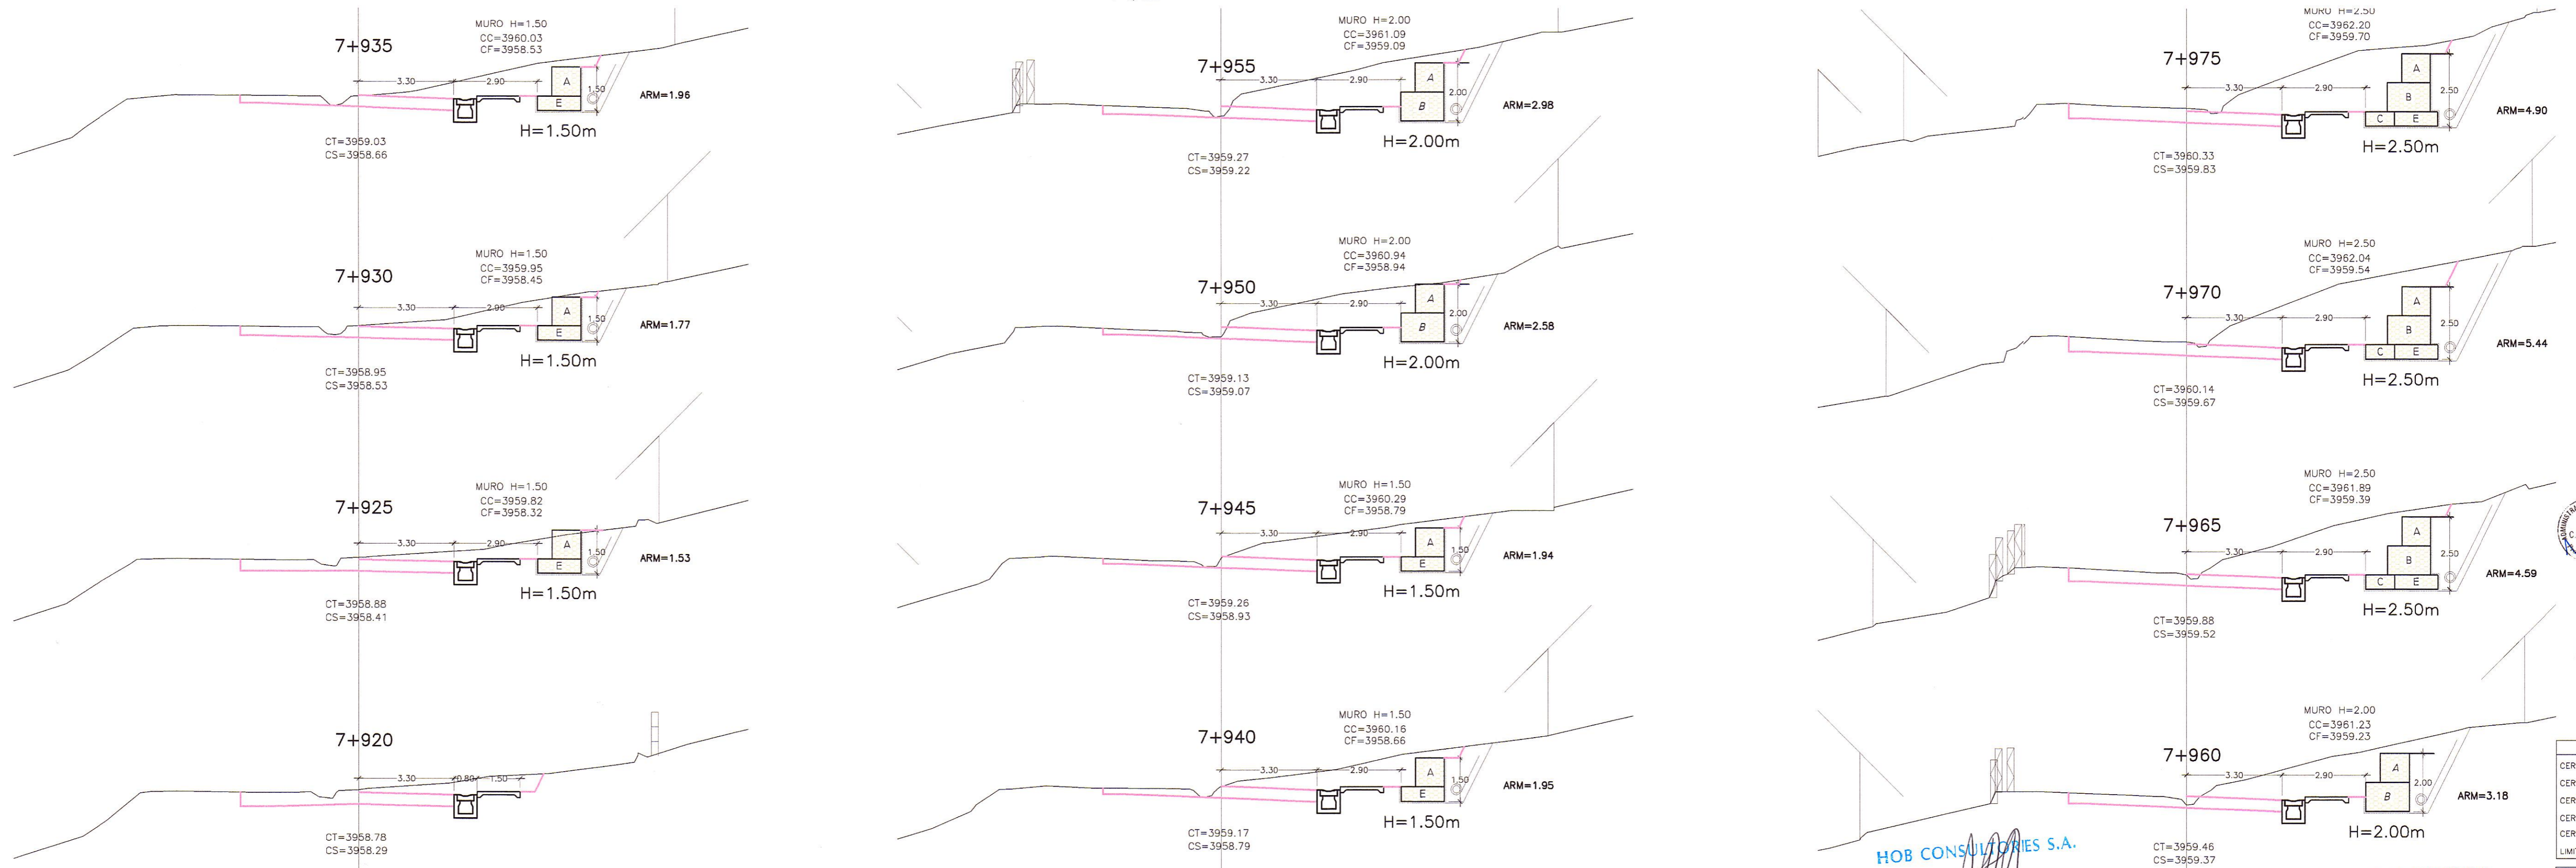 MURO H=1.50
CC=3960.03
CF=3958.53
7+935
3.30
2.90
A
E
1.50
ARM=1.96
H=1.50m
CT=3959.03
CS=3958.66
MURO H=1.50
CC=3959.95
CF=3958.45
7+930
3.30
2.90
A
E
1.50
ARM=1.77
H=1.50m
CT=3958.95
CS=3958.53
MURO H=1.50
CC=3959.82
CF=3958.32
7+925
3.30
2.90
A
E
1.50
ARM=1.53
H=1.50m
CT=3958.88
CS=3958.41
7+920
3.30
0.80
1.50
CT=3958.78
CS=3958.29
MURO H=2.00
CC=3961.09
CF=3959.09
7+955
3.30
2.90
A
B
2.00
ARM=2.98
H=2.00m
CT=3959.27
CS=3959.22
MURO H=2.00
CC=3960.94
CF=3958.94
7+950
3.30
2.90
A
B
2.00
ARM=2.58
H=2.00m
CT=3959.13
CS=3959.07
MURO H=1.50
CC=3960.29
CF=3958.79
7+945
3.30
2.90
A
E
1.50
ARM=1.94
H=1.50m
CT=3959.26
CS=3958.93
MURO H=1.50
CC=3960.16
CF=3958.66
7+940
3.30
2.90
A
E
1.50
ARM=1.95
H=1.50m
CT=3959.17
CS=3958.79
MURO H=2.50
CC=3962.20
CF=3959.70
7+975
3.30
2.90
A
B
C E
2.50
ARM=4.90
H=2.50m
CT=3960.33
CS=3959.83
MURO H=2.50
CC=3962.04
CF=3959.54
7+970
3.30
2.90
A
B
C E
2.50
ARM=5.44
H=2.50m
CT=3960.14
CS=3959.67
MURO H=2.50
CC=3961.89
CF=3959.39
7+965
3.30
2.90
A
B
C E
2.50
ARM=4.59
H=2.50m
CT=3959.88
CS=3959.52
MURO H=2.00
CC=3961.23
CF=3959.23
7+960
3.30
2.90
A
B
2.00
ARM=3.18
H=2.00m
CT=3959.46
CS=3959.37
HOB CONSULTORIES S.A.
CER
CER
CER
CER
CER
LIMI